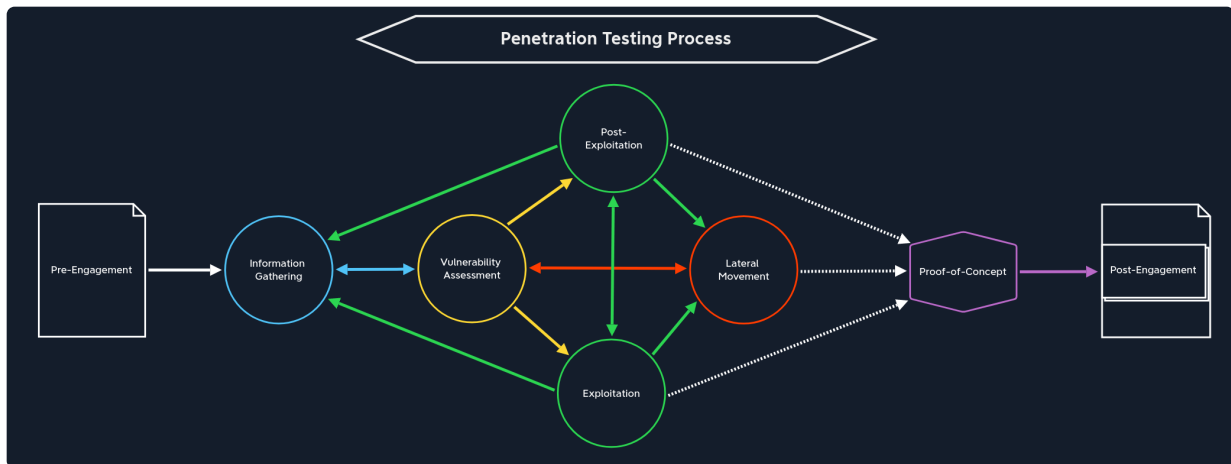 Penetration Testing Process
Post-
Exploitation
Pre-Engagement
Information
Gathering
Vulnerability
Assessment
Lateral
Movement
Proof-of-Concept
Post-Engagement
Exploitation